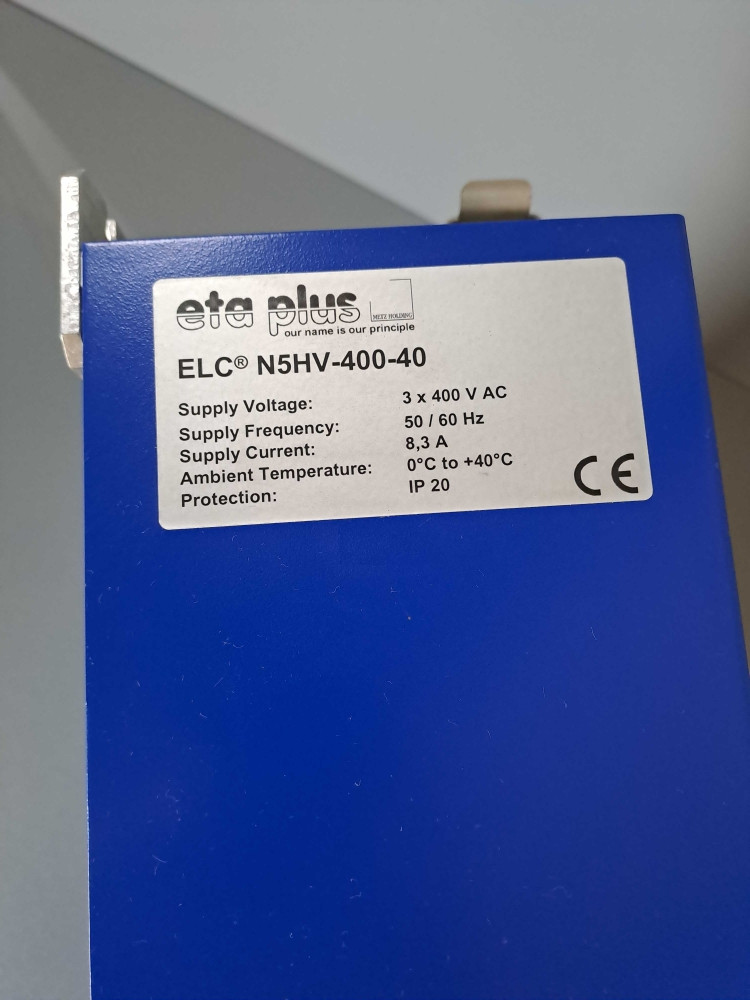 eta plus
METZ HOLDING
our name is our principle
ELC® N5HV-400-40
Supply Voltage: 3 x 400 V AC
Supply Frequency: 50 / 60 Hz
Supply Current: 8,3 A
Ambient Temperature: 0°C to +40°C
Protection: IP 20
CE